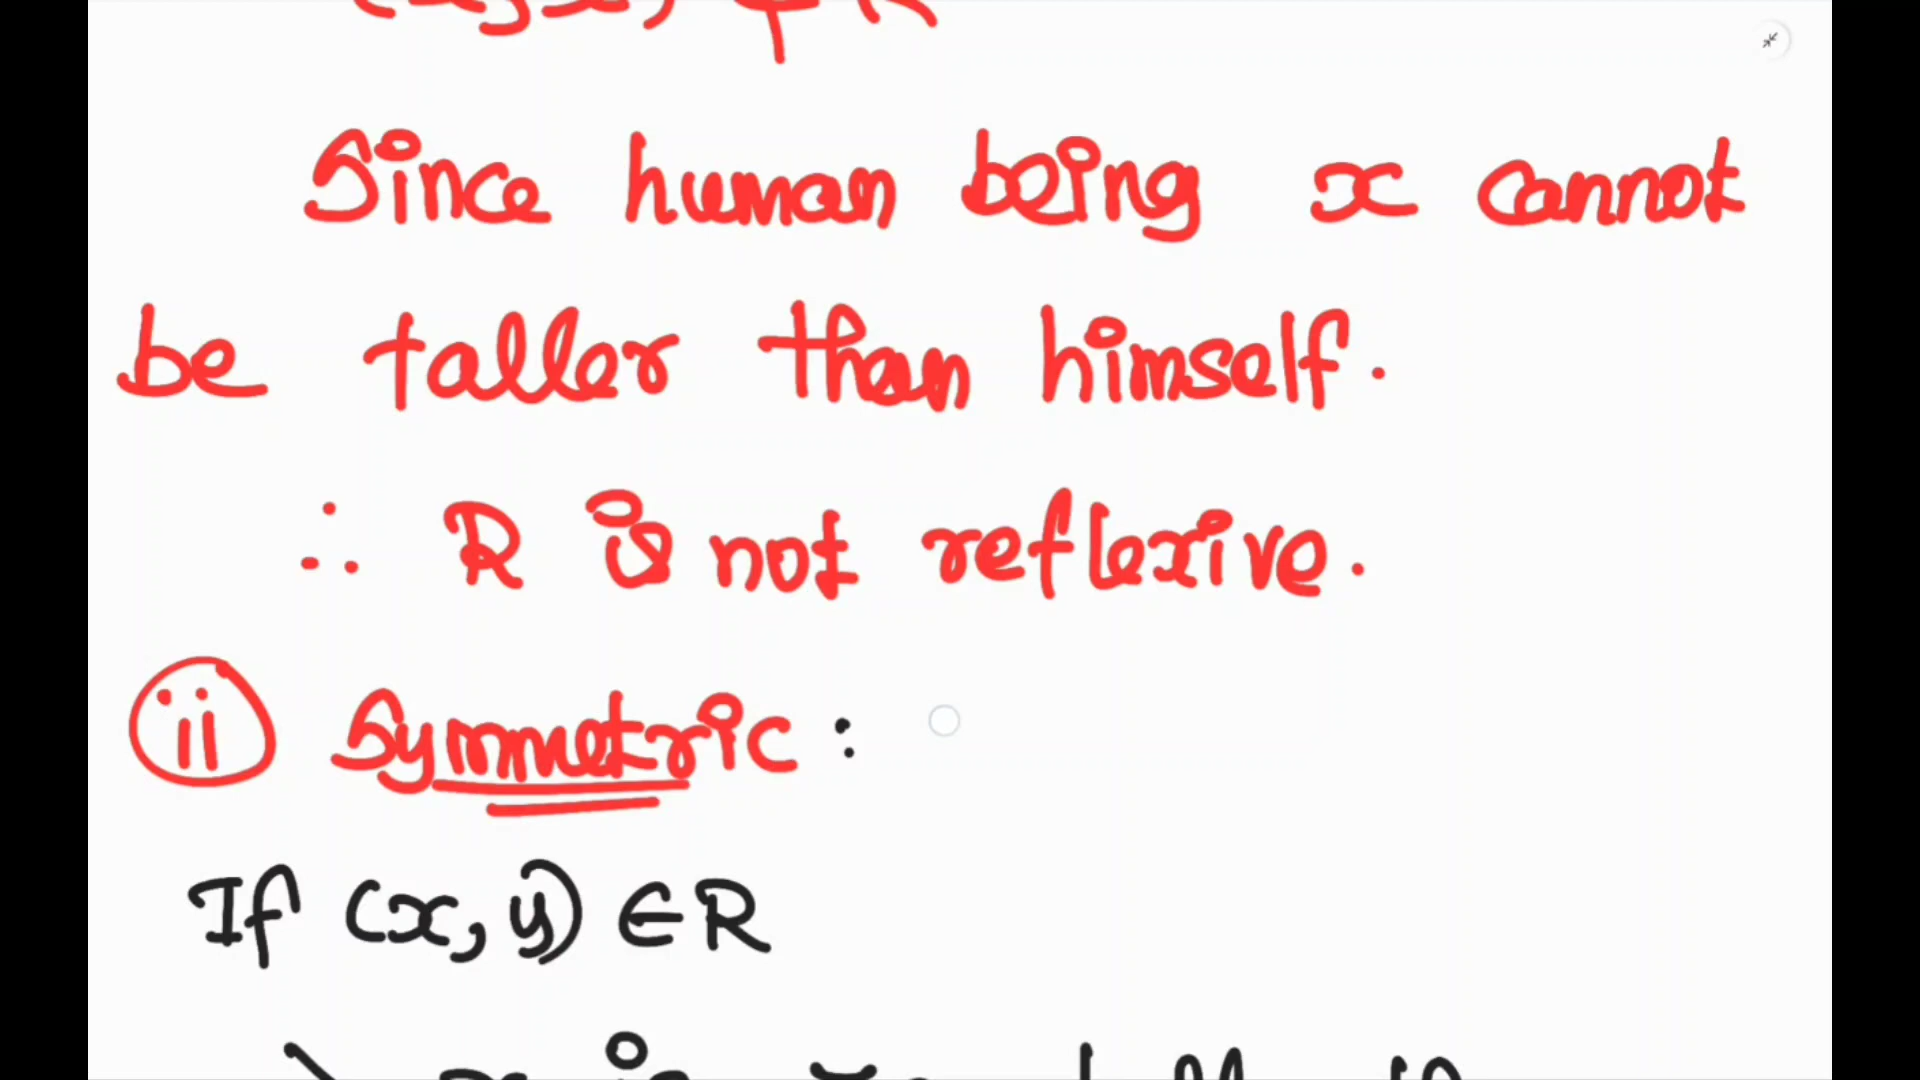 Since human being x cannot
be taller than himself.
∴ R is not reflexive.
(ii) Symmetric :
If (x, y) ∈ R